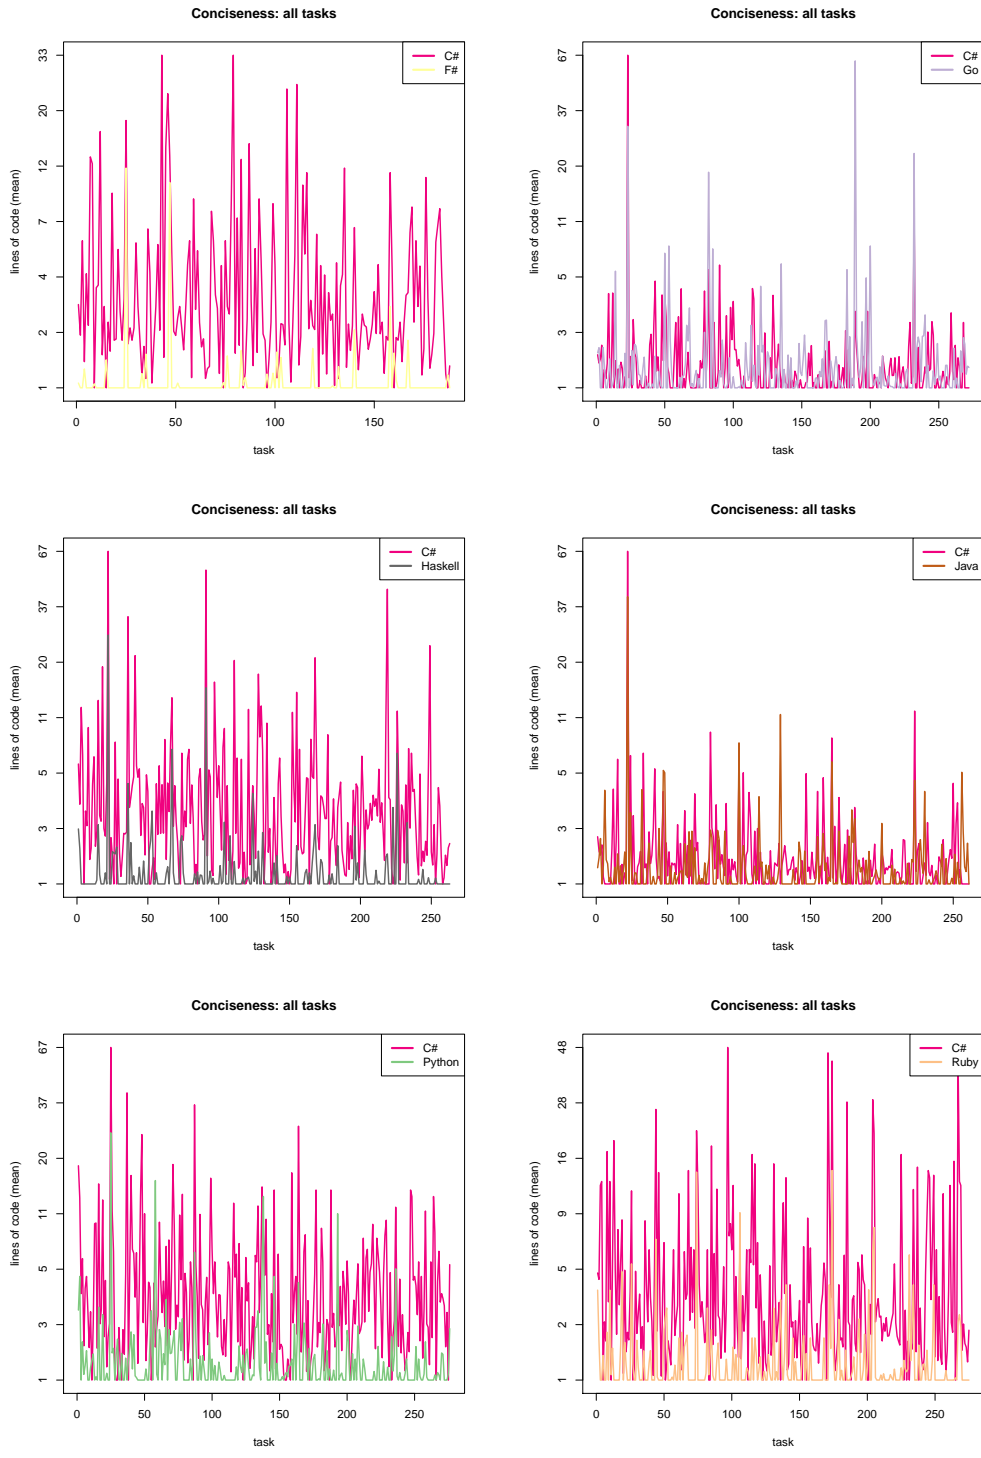 Conciseness: all tasks
C#
F#
lines of code (mean)
33
20
12
7
4
2
1
0
50
100
150
task
Conciseness: all tasks
C#
Go
lines of code (mean)
67
37
20
11
5
3
1
0
50
100
150
200
250
task
Conciseness: all tasks
C#
Haskell
lines of code (mean)
67
37
20
11
5
3
1
0
50
100
150
200
250
task
Conciseness: all tasks
C#
Java
lines of code (mean)
67
37
20
11
5
3
1
0
50
100
150
200
250
task
Conciseness: all tasks
C#
Python
lines of code (mean)
67
37
20
11
5
3
1
0
50
100
150
200
250
task
Conciseness: all tasks
C#
Ruby
lines of code (mean)
48
28
16
9
5
2
1
0
50
100
150
200
250
task